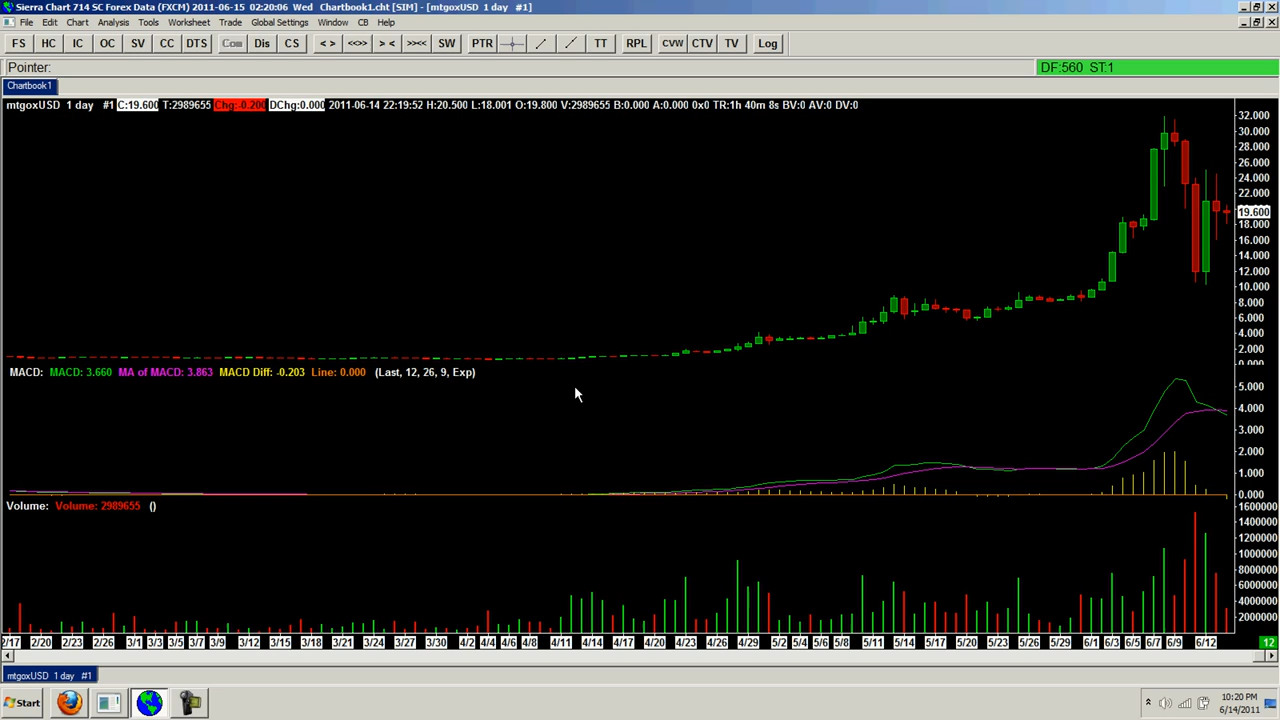 Sierra Chart 714 SC Forex Data (FXCM) 2011-06-15 02:20:06 Wed Chartbook1.cht [SIM] - [mtgoxUSD 1 day #1]
File Edit Chart Analysis Tools Worksheet Trade Global Settings Window CB Help
FS HC IC OC SV CC DTS Com Dis CS < > <<>> > < >><< SW PTR TT RPL CVW CTV TV Log
Pointer: DF:560 ST:1
Chartbook1
mtgoxUSD 1 day #1 C:19.600 T:2989655 Chg:-0.200 DChg:0.000 2011-06-14 22:19:52 H:20.500 L:18.001 O:19.800 V:2989655 B:0.000 A:0.000 0x0 TR:1h 40m 8s BV:0 AV:0 DV:0
32.000
30.000
28.000
26.000
24.000
22.000
19.600
18.000
16.000
14.000
12.000
10.000
8.000
6.000
4.000
2.000
MACD: MACD: 3.660 MA of MACD: 3.863 MACD Diff: -0.203 Line: 0.000 (Last, 12, 26, 9, Exp)
5.000
4.000
3.000
2.000
1.000
0.000
Volume: Volume: 2989655 ()
1600000
1400000
1200000
1000000
8000000
6000000
4000000
2000000
2/17 2/20 2/23 2/26 3/1 3/3 3/5 3/7 3/9 3/12 3/15 3/18 3/21 3/24 3/27 3/30 4/2 4/4 4/6 4/8 4/11 4/14 4/17 4/20 4/23 4/26 4/29 5/2 5/4 5/6 5/8 5/11 5/14 5/17 5/20 5/23 5/26 5/29 6/1 6/3 6/5 6/7 6/9 6/12 12
mtgoxUSD 1 day #1
Start
10:20 PM
6/14/2011